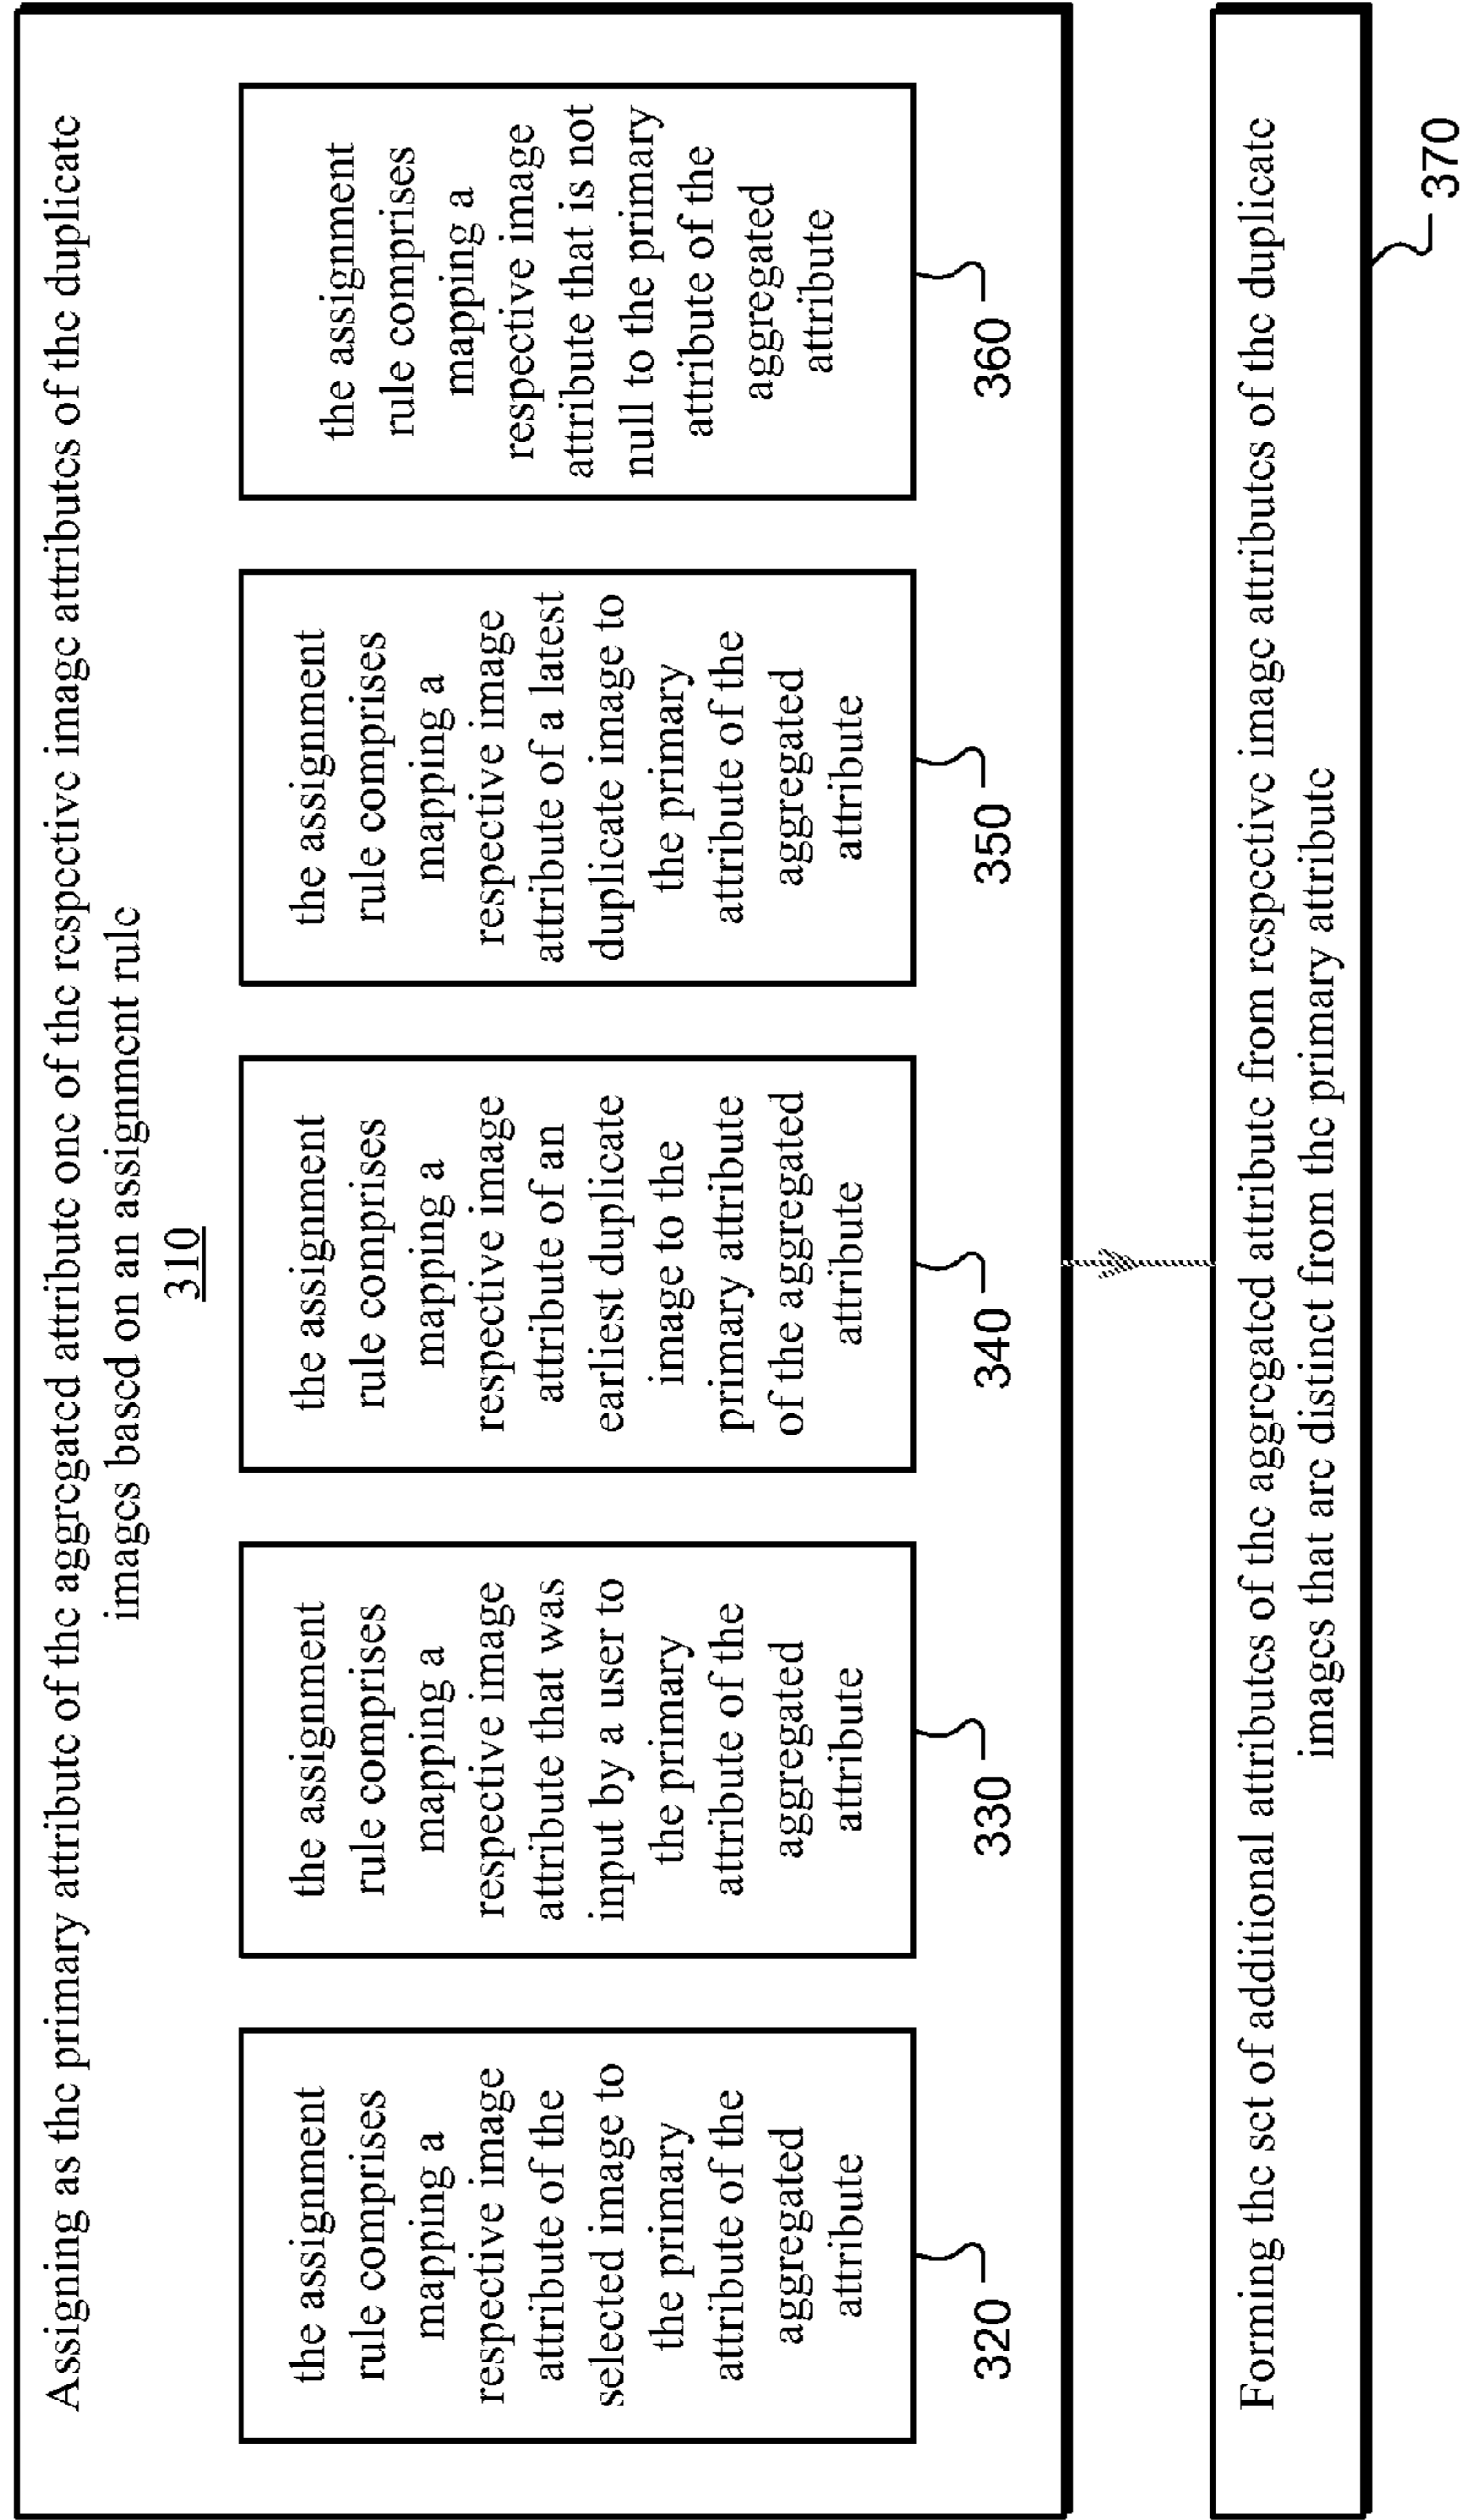 Assigning as the primary attribute of the aggregated attribute one of the respective image attributes of the duplicate
images based on an assignment rule
310
the assignment
rule comprises
mapping a
respective image
attribute of the
selected image to
the primary
attribute of the
aggregated
attribute
320
the assignment
rule comprises
mapping a
respective image
attribute that was
input by a user to
the primary
attribute of the
aggregated
attribute
330
the assignment
rule comprises
mapping a
respective image
attribute of an
earliest duplicate
image to the
primary attribute
of the aggregated
attribute
340
the assignment
rule comprises
mapping a
respective image
attribute of a latest
duplicate image to
the primary
attribute of the
aggregated
attribute
350
the assignment
rule comprises
mapping a
respective image
attribute that is not
null to the primary
attribute of the
aggregated
attribute
360
Forming the set of additional attributes of the aggregated attribute from respective image attributes of the duplicate
images that are distinct from the primary attribute
370